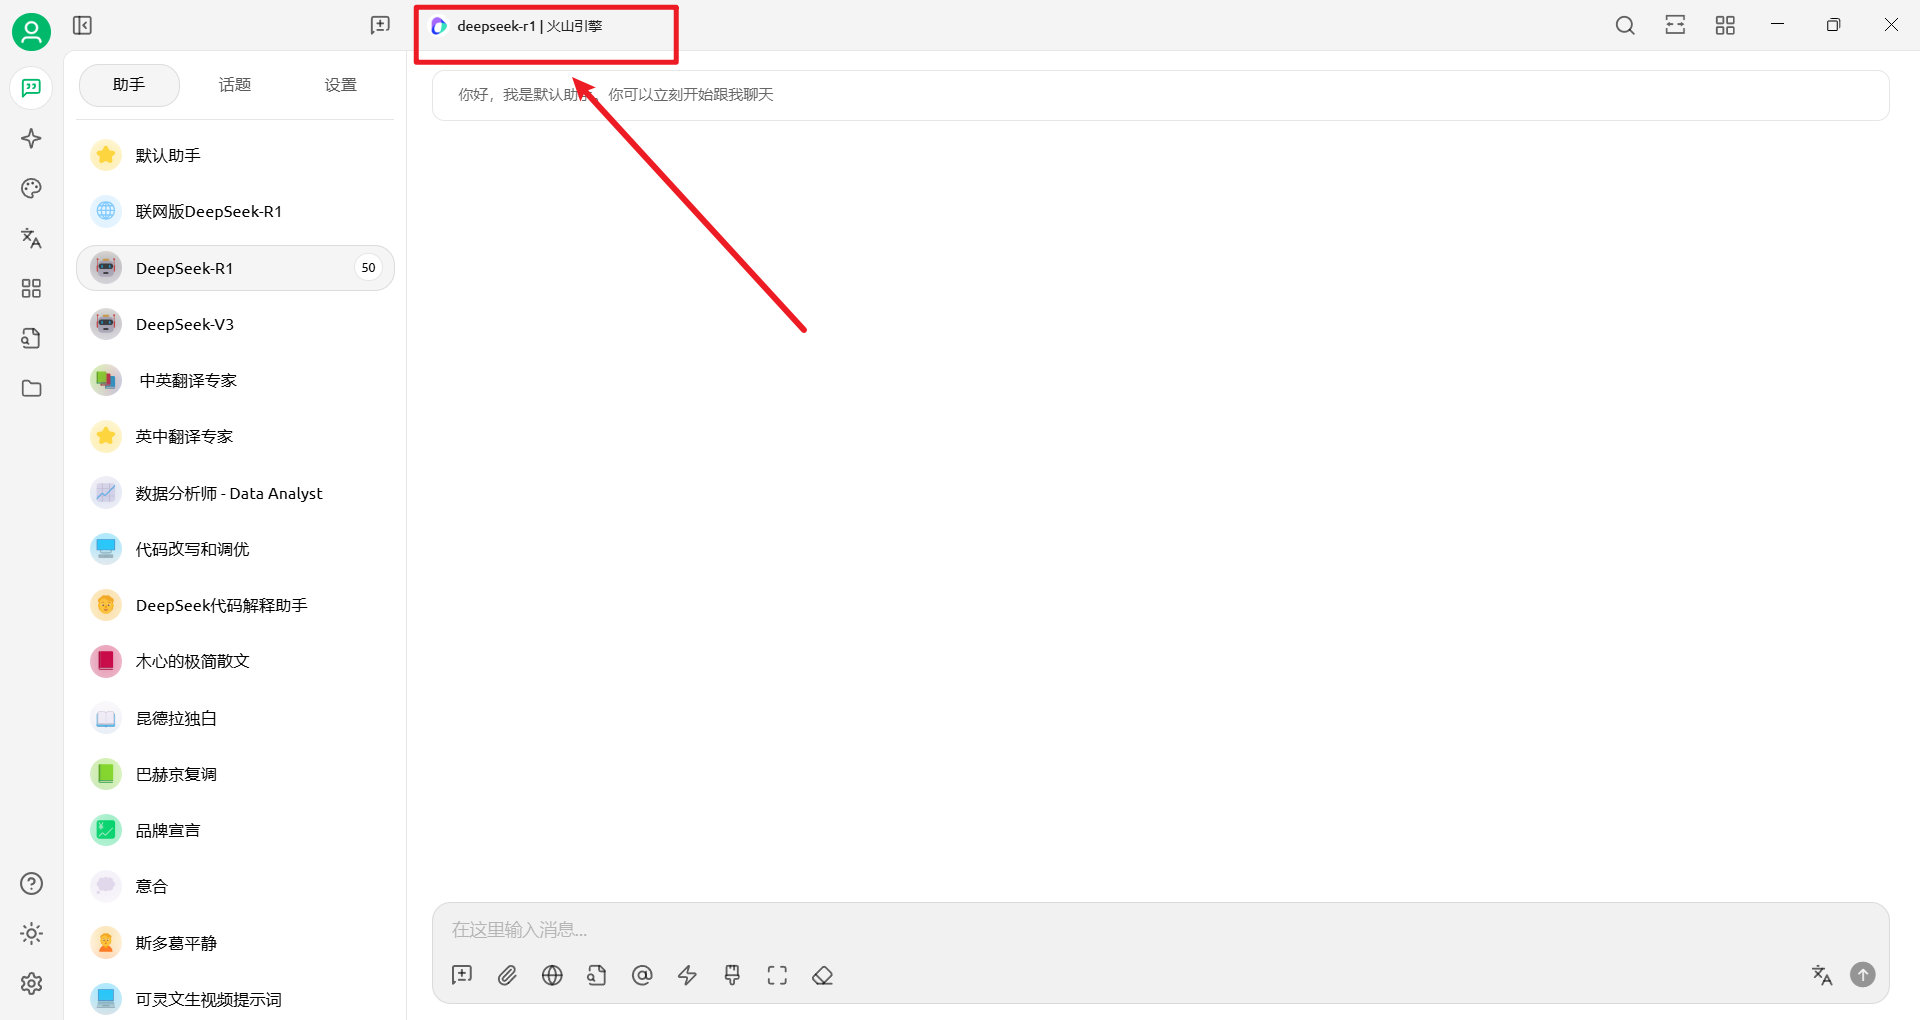 deepseek-r1 | 火山引擎
助手
话题
设置
默认助手
联网版DeepSeek-R1
DeepSeek-R1
50
DeepSeek-V3
中英翻译专家
英中翻译专家
数据分析师 - Data Analyst
代码改写和调优
DeepSeek代码解释助手
木心的极简散文
昆德拉独白
巴赫京复调
品牌宣言
意合
斯多葛平静
可灵文生视频提示词
你好，我是默认助手。你可以立刻开始跟我聊天
在这里输入消息...